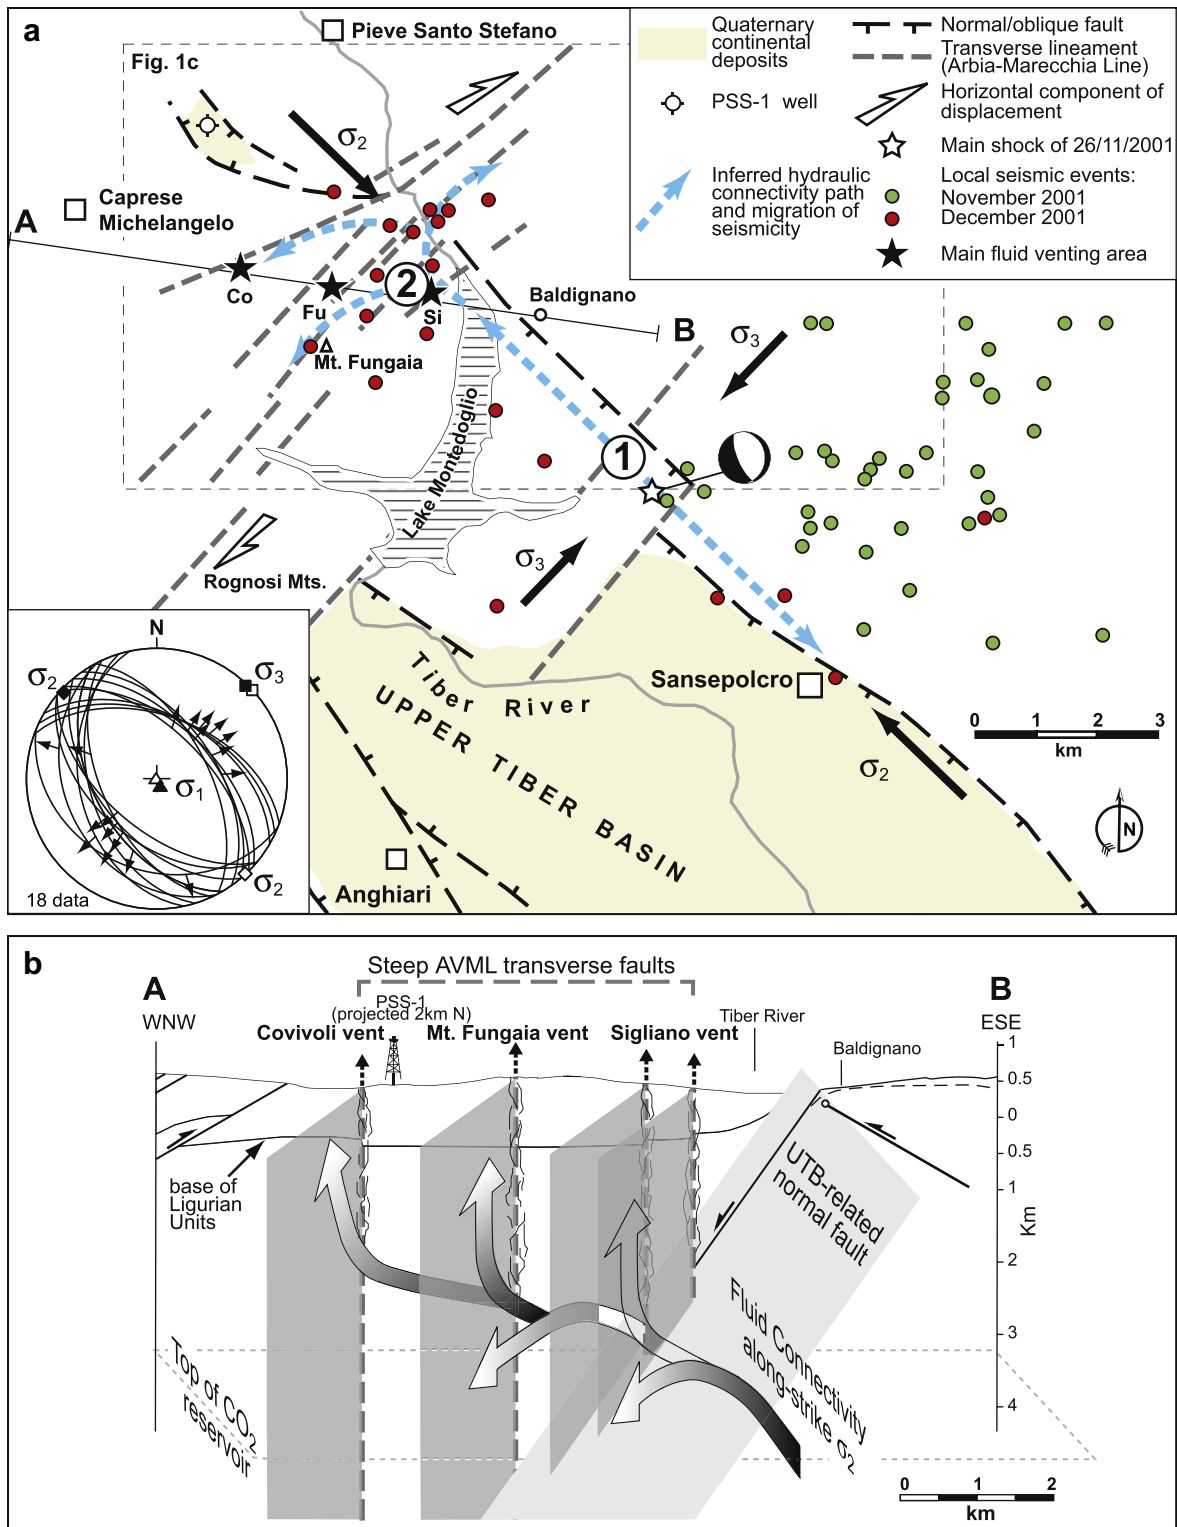 a
Pieve Santo Stefano
Fig. 1c
σ2
Caprese
Michelangelo
A
Co
Fu
Si
2
Mt. Fungaia
Baldignano
B
σ3
1
Lake Montedoglio
σ3
Rognosi Mts.
Tiber River
UPPER TIBER BASIN
Sansepolcro
σ2
Anghiari
0 1 2 3
km
N
Quaternary
continental
deposits
PSS-1 well
Inferred hydraulic
connectivity path
and migration of
seismicity
Normal/oblique fault
Transverse lineament
(Arbia-Marecchia Line)
Horizontal component of
displacement
Main shock of 26/11/2001
Local seismic events:
November 2001
December 2001
Main fluid venting area
N
σ2
σ3
σ1
σ2
18 data
b
Steep AVML transverse faults
A
WNW
PSS-1
(projected 2km N)
Covivoli vent
Mt. Fungaia vent
Sigliano vent
Tiber River
Baldignano
B
ESE
1
0.5
0
0.5
1
2
3
4
Km
base of
Ligurian
Units
UTB-related
normal fault
Fluid Connectivity
along-strike σ2
Top of CO2
reservoir
0 1 2
km